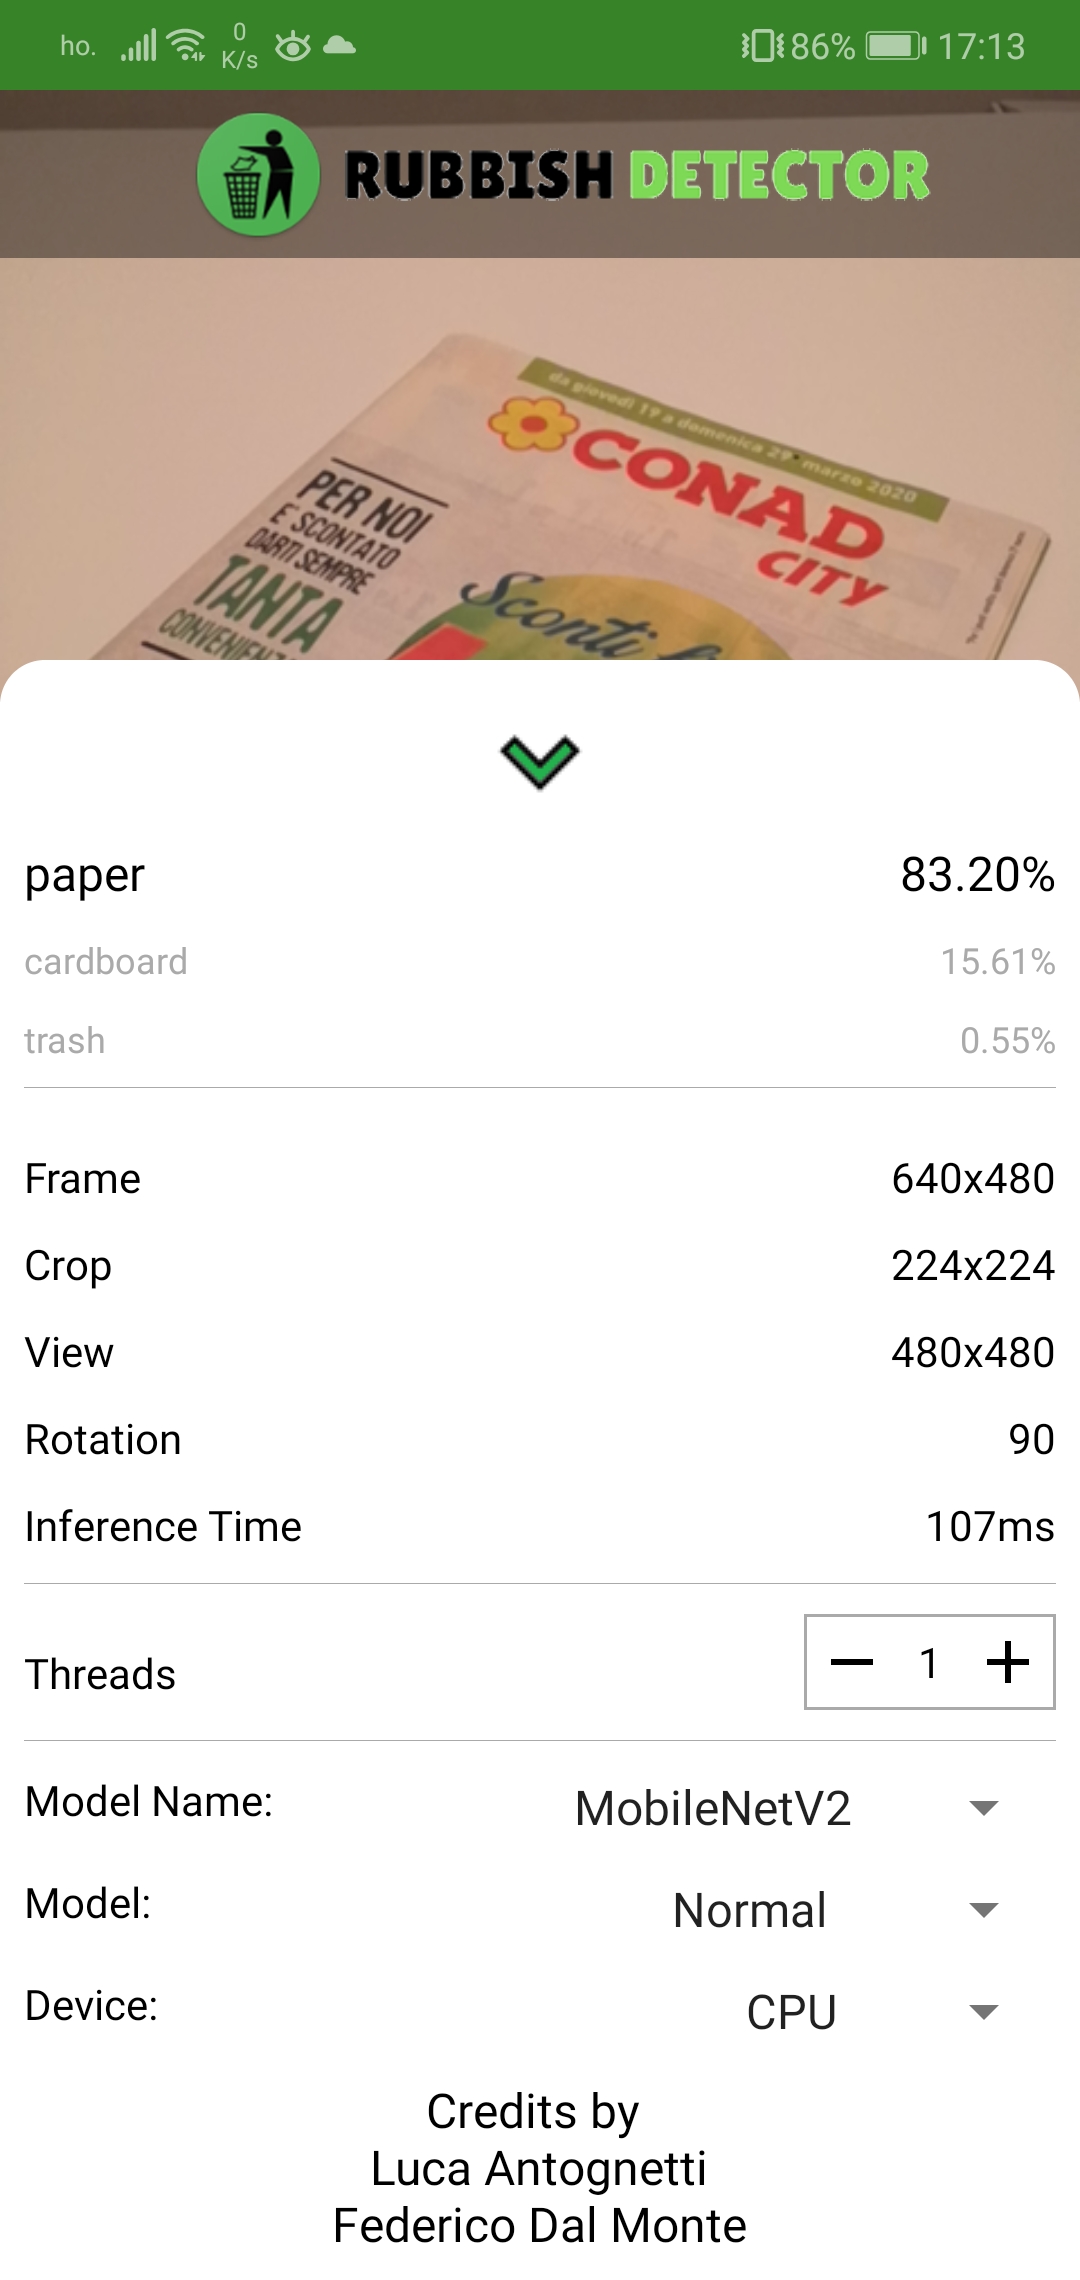 ho.
0
K/s
86%
17:13
RUBBISH DETECTOR
da giovedì 19 a domenica 29 marzo 2020
CONAD
CITY
PER NOI
È SCONTATO
DARTI SEMPRE
TANTA
CONVENIENZA
Sconti
paper 83.20%
cardboard 15.61%
trash 0.55%
Frame 640x480
Crop 224x224
View 480x480
Rotation 90
Inference Time 107ms
Threads 1
Model Name: MobileNetV2
Model: Normal
Device: CPU
Credits by
Luca Antognetti
Federico Dal Monte